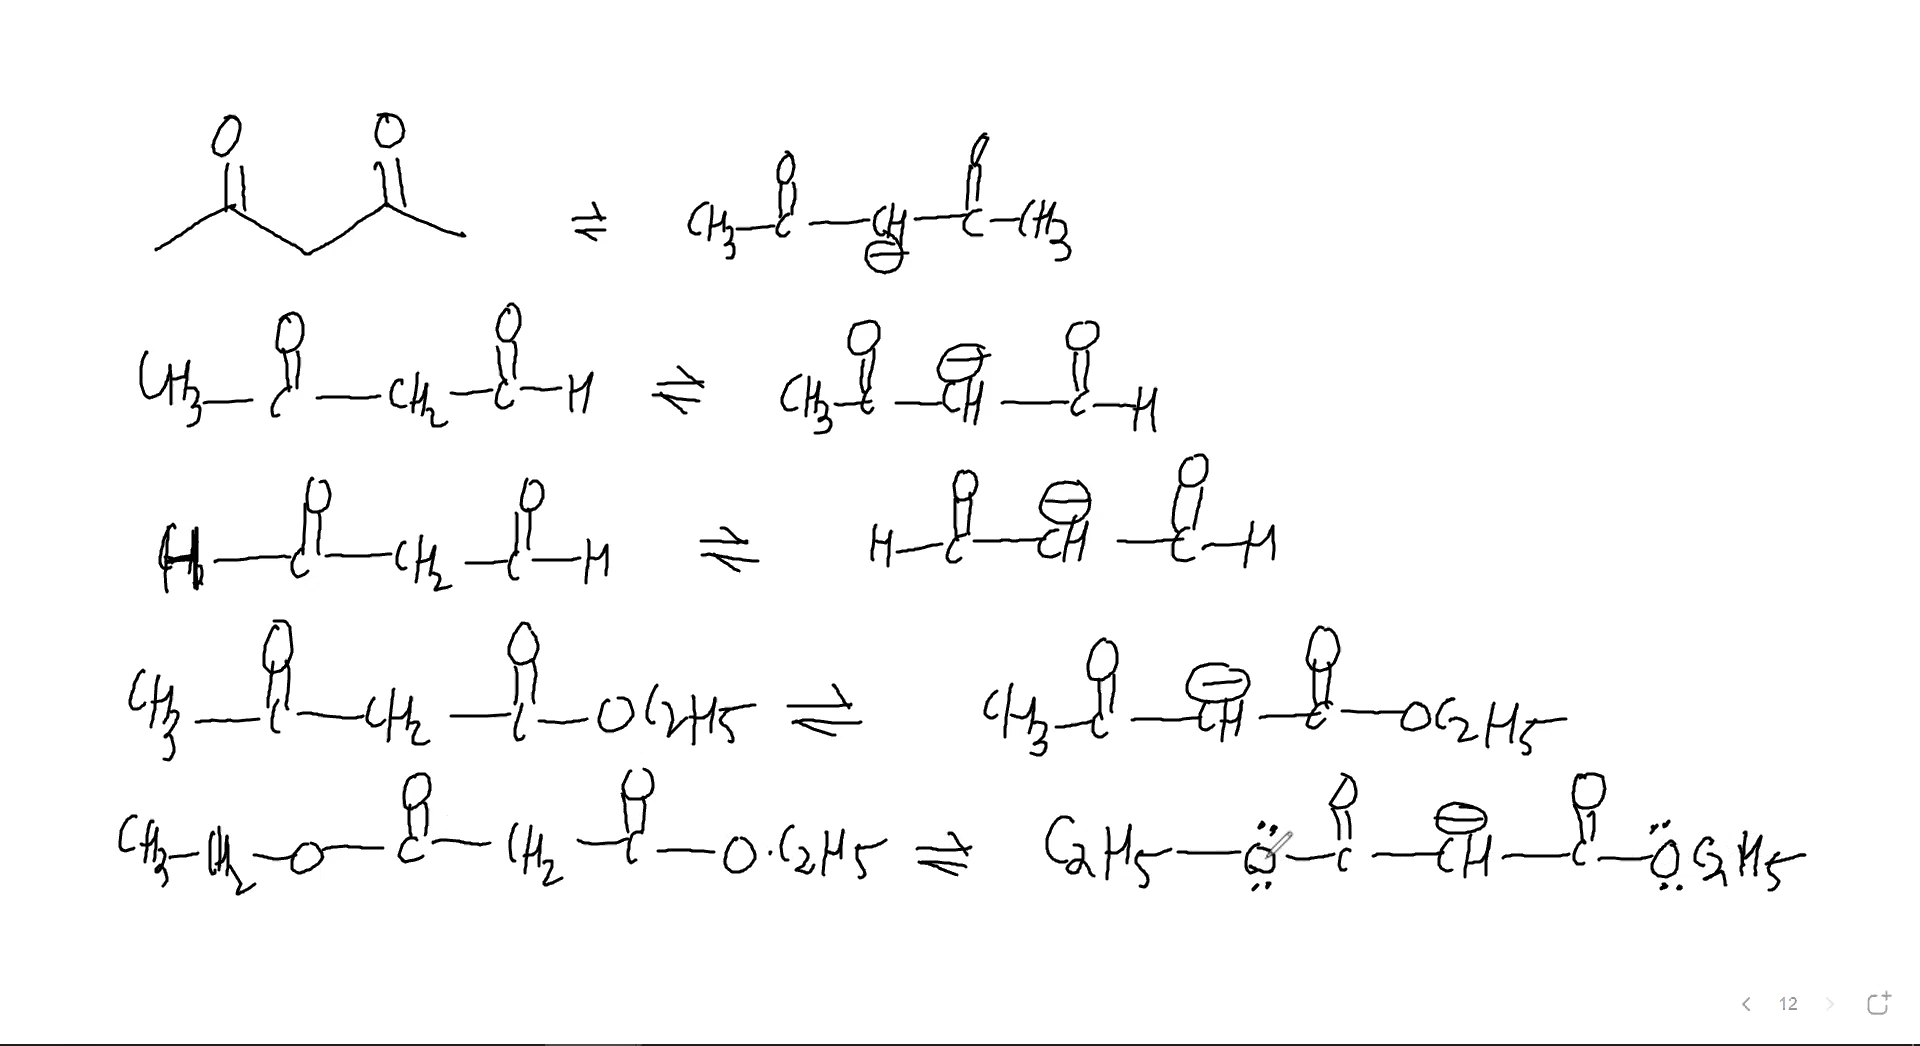 O O ⇌ O O
CH3—C—CH—C—CH3
⊖
O O O ⊖ O
CH3—C—CH2—C—H ⇌ CH3—C—CH—C—H
O O O ⊖ O
H—C—CH2—C—H ⇌ H—C—CH—C—H
O O O ⊖ O
CH3—C—CH2—C—OC2H5 ⇌ CH3—C—CH—C—OC2H5
O O O ⊖ O
CH3—CH2—O—C—CH2—C—O·C2H5 ⇌ C2H5—O—C—CH—C—OC2H5
12